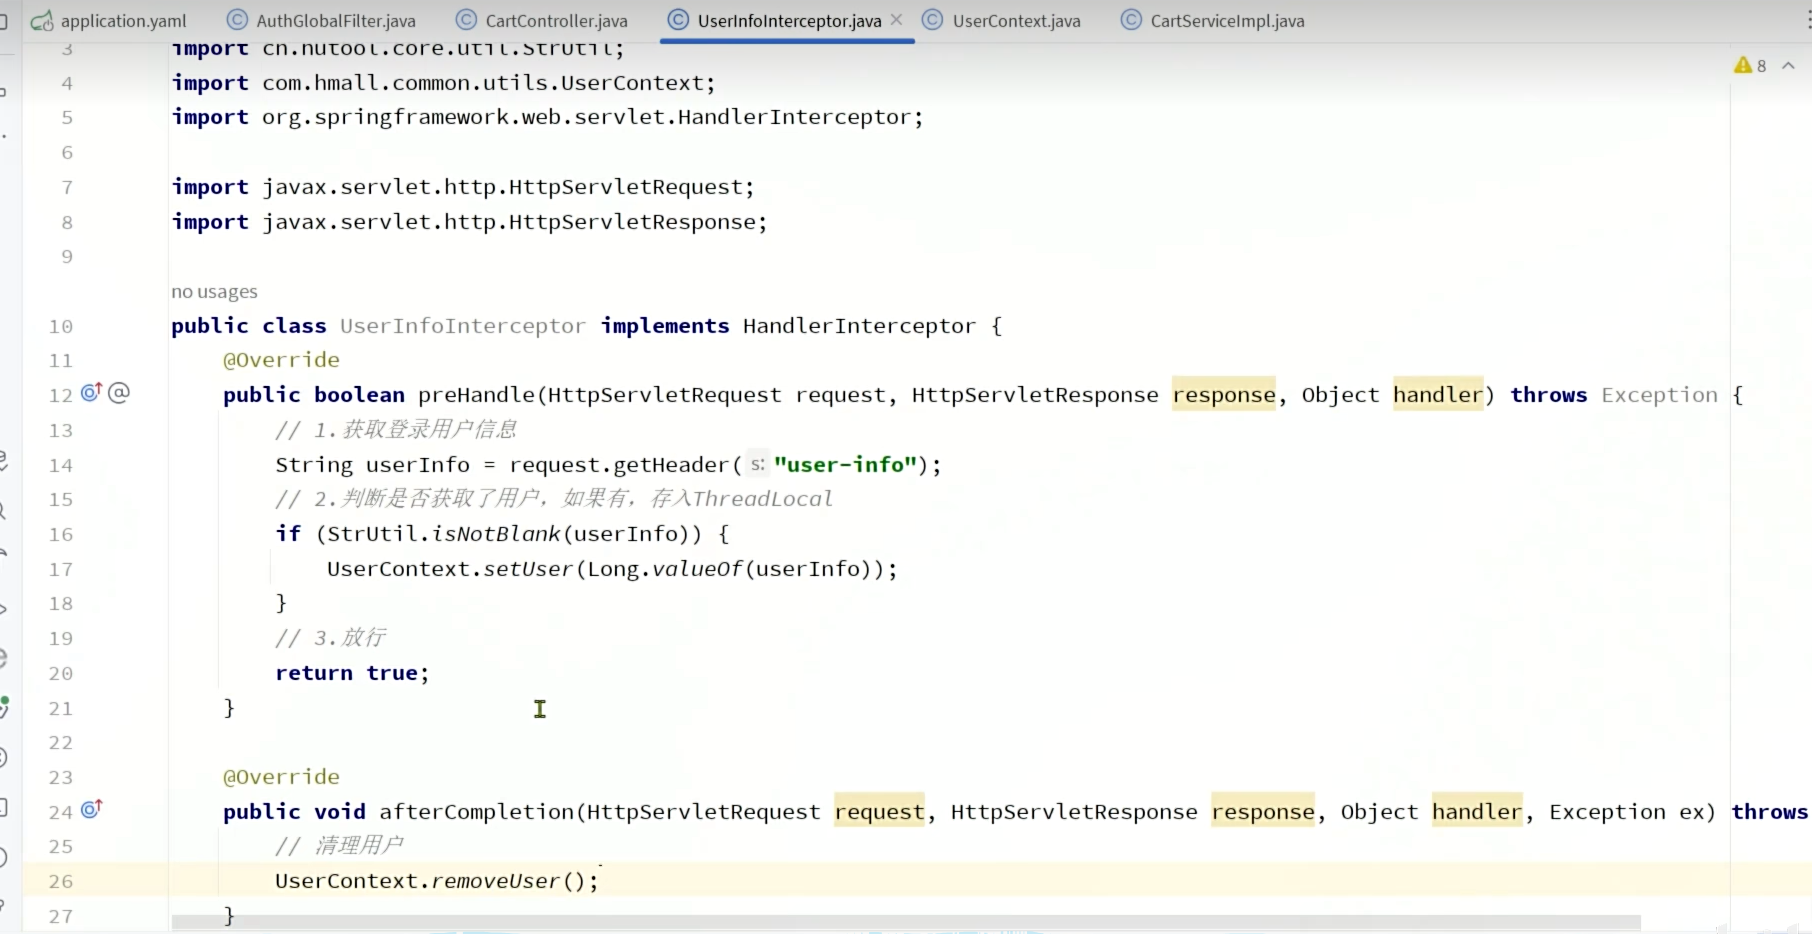 application.yaml AuthGlobalFilter.java CartController.java UserInfoInterceptor.java UserContext.java CartServiceImpl.java
8
3 import cn.hutool.core.util.StrUtil;
4 import com.hmall.common.utils.UserContext;
5 import org.springframework.web.servlet.HandlerInterceptor;
6
7 import javax.servlet.http.HttpServletRequest;
8 import javax.servlet.http.HttpServletResponse;
9
no usages
10 public class UserInfoInterceptor implements HandlerInterceptor {
11 @Override
12 public boolean preHandle(HttpServletRequest request, HttpServletResponse response, Object handler) throws Exception {
13 // 1.获取登录用户信息
14 String userInfo = request.getHeader( s: "user-info");
15 // 2.判断是否获取了用户，如果有，存入ThreadLocal
16 if (StrUtil.isNotBlank(userInfo)) {
17 UserContext.setUser(Long.valueOf(userInfo));
18 }
19 // 3.放行
20 return true;
21 }
22
23 @Override
24 public void afterCompletion(HttpServletRequest request, HttpServletResponse response, Object handler, Exception ex) throws
25 // 清理用户
26 UserContext.removeUser();
27 }